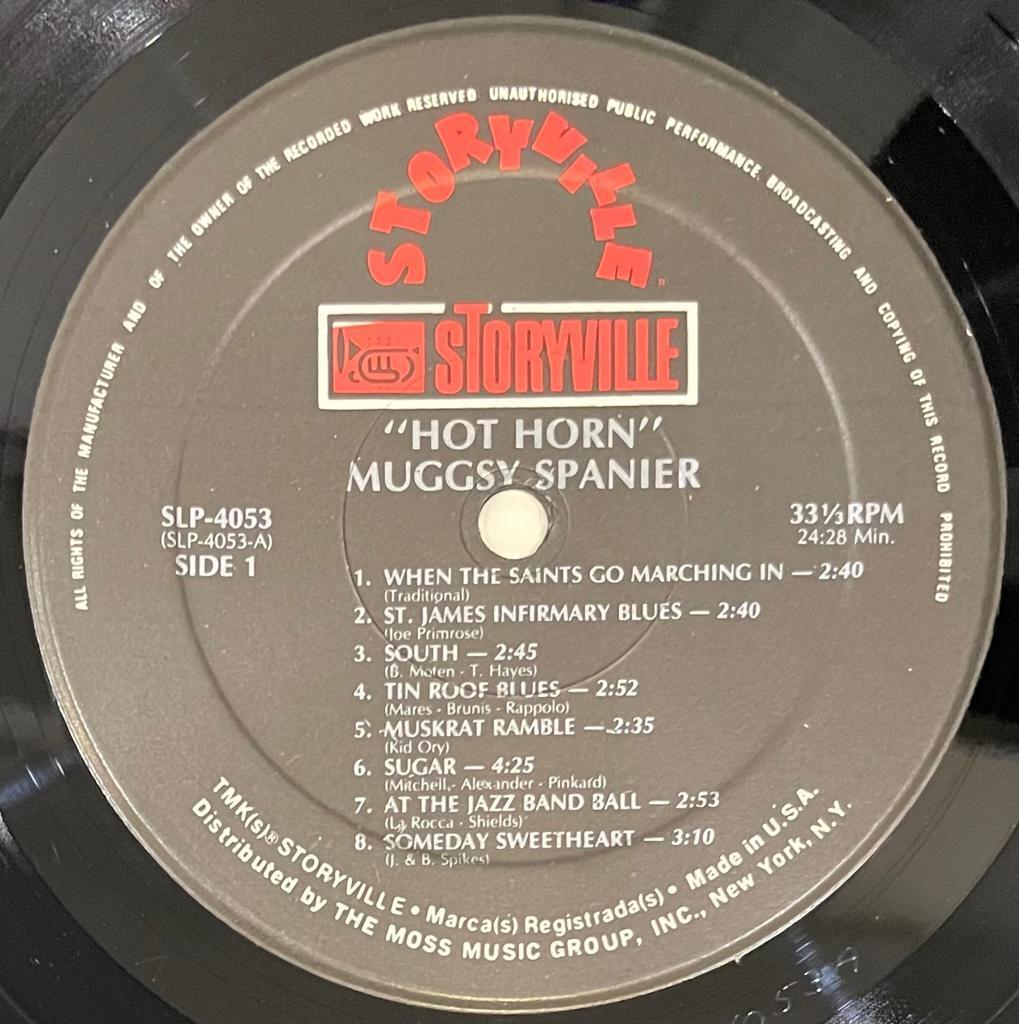 ALL RIGHTS OF THE MANUFACTURER AND OF THE OWNER OF THE RECORDED WORK RESERVED UNAUTHORISED PUBLIC PERFORMANCE, BROADCASTING AND COPYING OF THIS RECORD PROHIBITED
STORYVILLE
STORYVILLE
"HOT HORN"
MUGGSY SPANIER
SLP-4053
(SLP-4053-A)
SIDE 1
33⅓ RPM
24:28 Min.
1. WHEN THE SAINTS GO MARCHING IN — 2:40
(Traditional)
2. ST. JAMES INFIRMARY BLUES — 2:40
(Joe Primrose)
3. SOUTH — 2:45
(B. Moten - T. Hayes)
4. TIN ROOF BLUES — 2:52
(Mares - Brunis - Rappolo)
5. MUSKRAT RAMBLE — 2:35
(Kid Ory)
6. SUGAR — 4:25
(Mitchell - Alexander - Pinkard)
7. AT THE JAZZ BAND BALL — 2:53
(La Rocca - Shields)
8. SOMEDAY SWEETHEART — 3:10
(J. & B. Spikes)
TMK(s)® STORYVILLE • Marca(s) Registrada(s) • Made in U.S.A.
Distributed by THE MOSS MUSIC GROUP, INC., New York, N.Y.